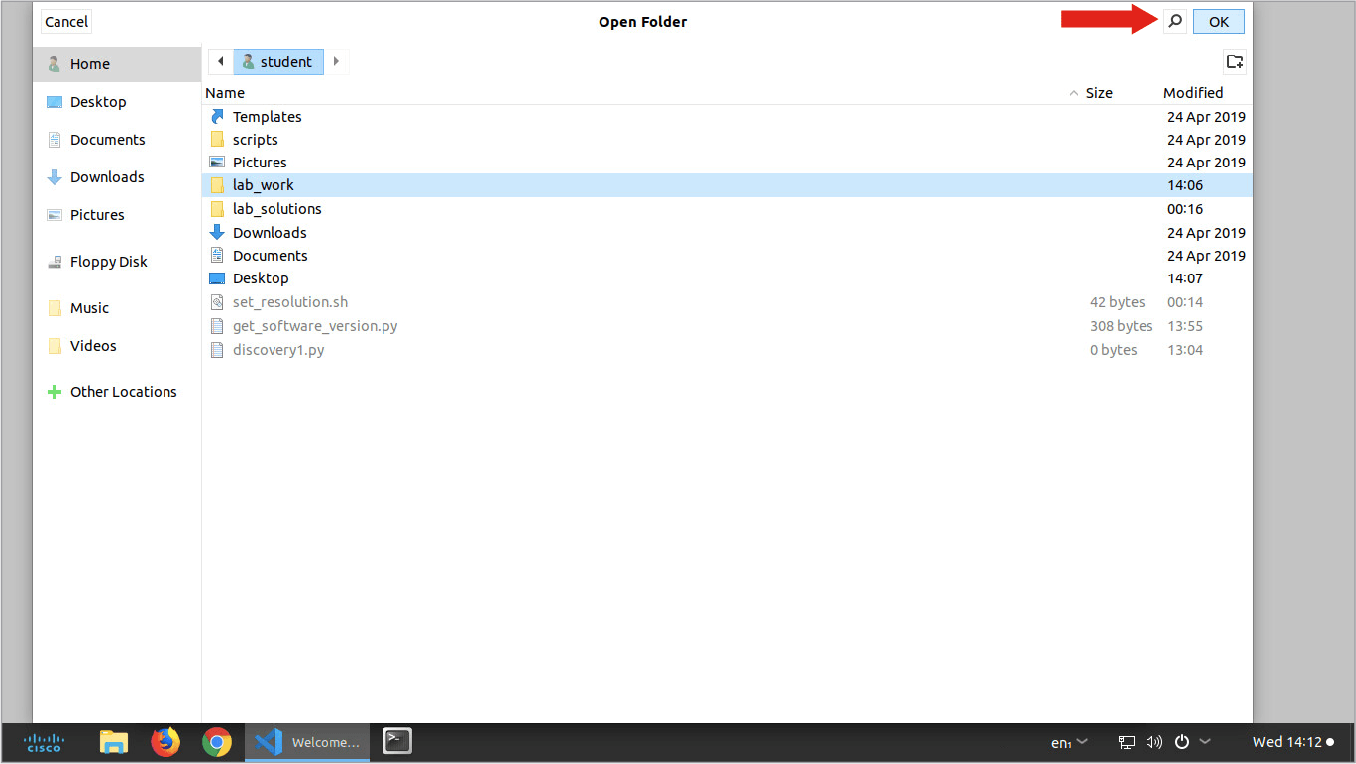 Cancel Open Folder OK
Home student
Name Size Modified
Desktop
Documents
Downloads
Pictures
Floppy Disk
Music
Videos
Other Locations
Templates 24 Apr 2019
scripts 24 Apr 2019
Pictures 24 Apr 2019
lab_work 14:06
lab_solutions 00:16
Downloads 24 Apr 2019
Documents 24 Apr 2019
Desktop 14:07
set_resolution.sh 42 bytes 00:14
get_software_version.py 308 bytes 13:55
discovery1.py 0 bytes 13:04
CISCO Welcome... en₁ Wed 14:12